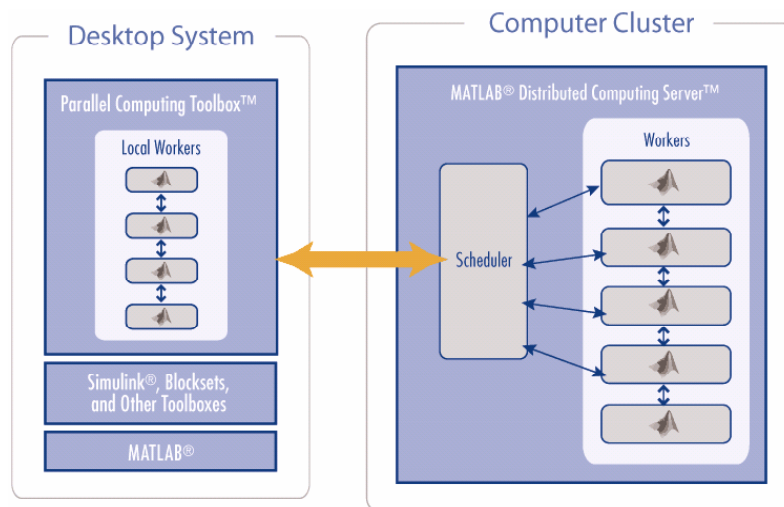 Desktop System
Parallel Computing Toolbox™
Local Workers
Simulink®, Blocksets,
and Other Toolboxes
MATLAB®
Computer Cluster
MATLAB® Distributed Computing Server™
Scheduler
Workers